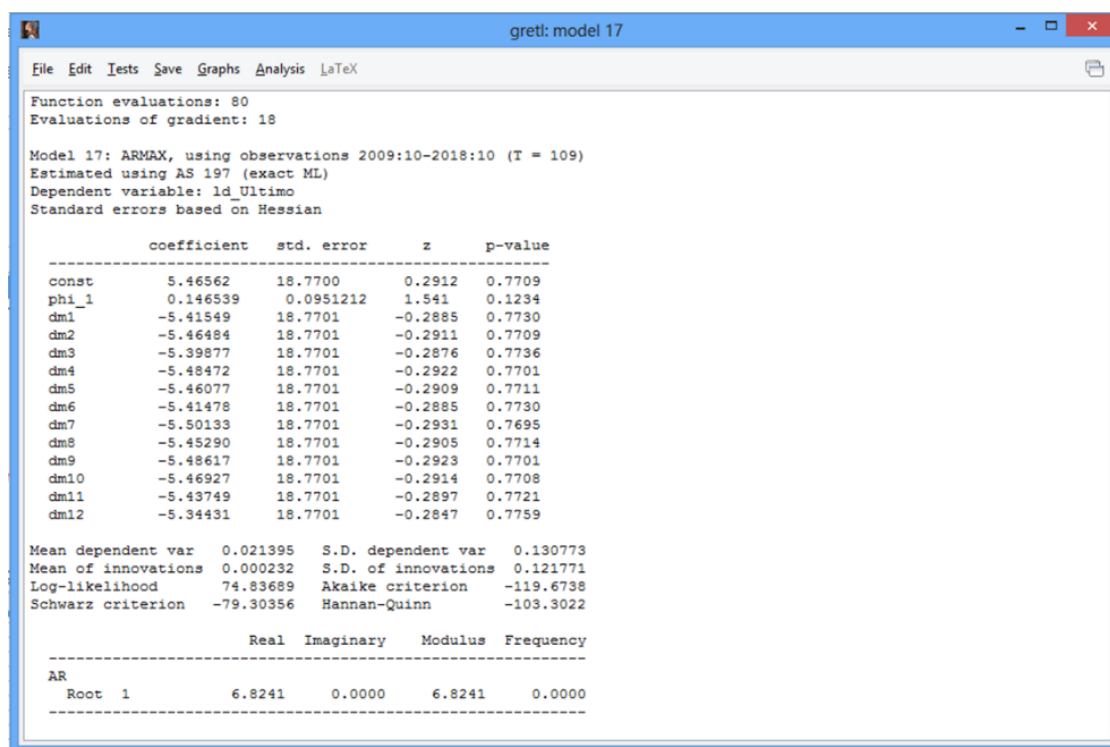 gretl: model 17
File Edit Tests Save Graphs Analysis LaTeX
Function evaluations: 80
Evaluations of gradient: 18
Model 17: ARMAX, using observations 2009:10-2018:10 (T = 109)
Estimated using AS 197 (exact ML)
Dependent variable: ld_Ultimo
Standard errors based on Hessian
coefficient std. error z p-value
const 5.46562 18.7700 0.2912 0.7709
phi_1 0.146539 0.0951212 1.541 0.1234
dm1 -5.41549 18.7701 -0.2885 0.7730
dm2 -5.46484 18.7701 -0.2911 0.7709
dm3 -5.39877 18.7701 -0.2876 0.7736
dm4 -5.48472 18.7701 -0.2922 0.7701
dm5 -5.46077 18.7701 -0.2909 0.7711
dm6 -5.41478 18.7701 -0.2885 0.7730
dm7 -5.50133 18.7701 -0.2931 0.7695
dm8 -5.45290 18.7701 -0.2905 0.7714
dm9 -5.48617 18.7701 -0.2923 0.7701
dm10 -5.46927 18.7701 -0.2914 0.7708
dm11 -5.43749 18.7701 -0.2897 0.7721
dm12 -5.34431 18.7701 -0.2847 0.7759
Mean dependent var 0.021395 S.D. dependent var 0.130773
Mean of innovations 0.000232 S.D. of innovations 0.121771
Log-likelihood 74.83689 Akaike criterion -119.6738
Schwarz criterion -79.30356 Hannan-Quinn -103.3022
Real Imaginary Modulus Frequency
AR
Root 1 6.8241 0.0000 6.8241 0.0000